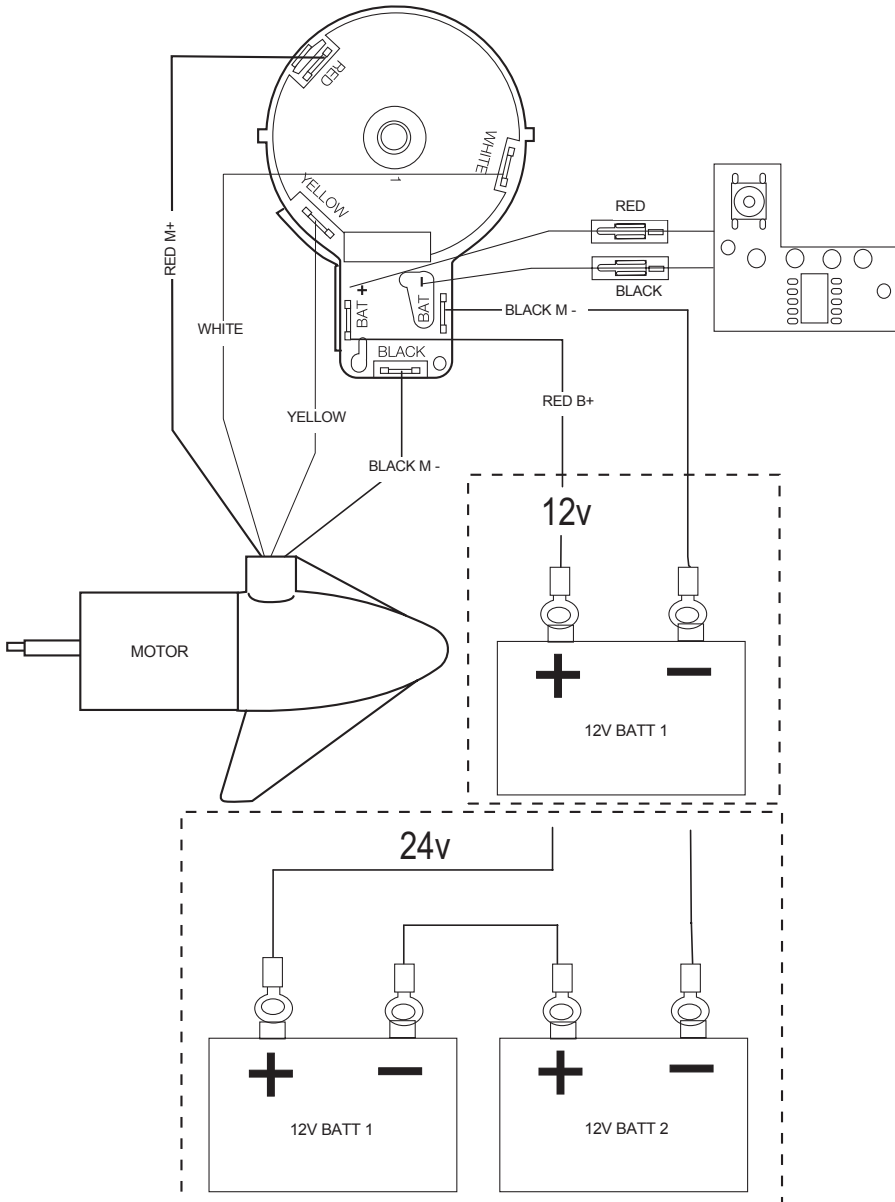 RED
WHITE
1
YELLOW
RED
RED M+
BLACK
BAT +
BAT -
BLACK M -
WHITE
BLACK
RED B+
YELLOW
BLACK M -
12v
MOTOR
+ -
12V BATT 1
24v
+ - + -
12V BATT 1
12V BATT 2